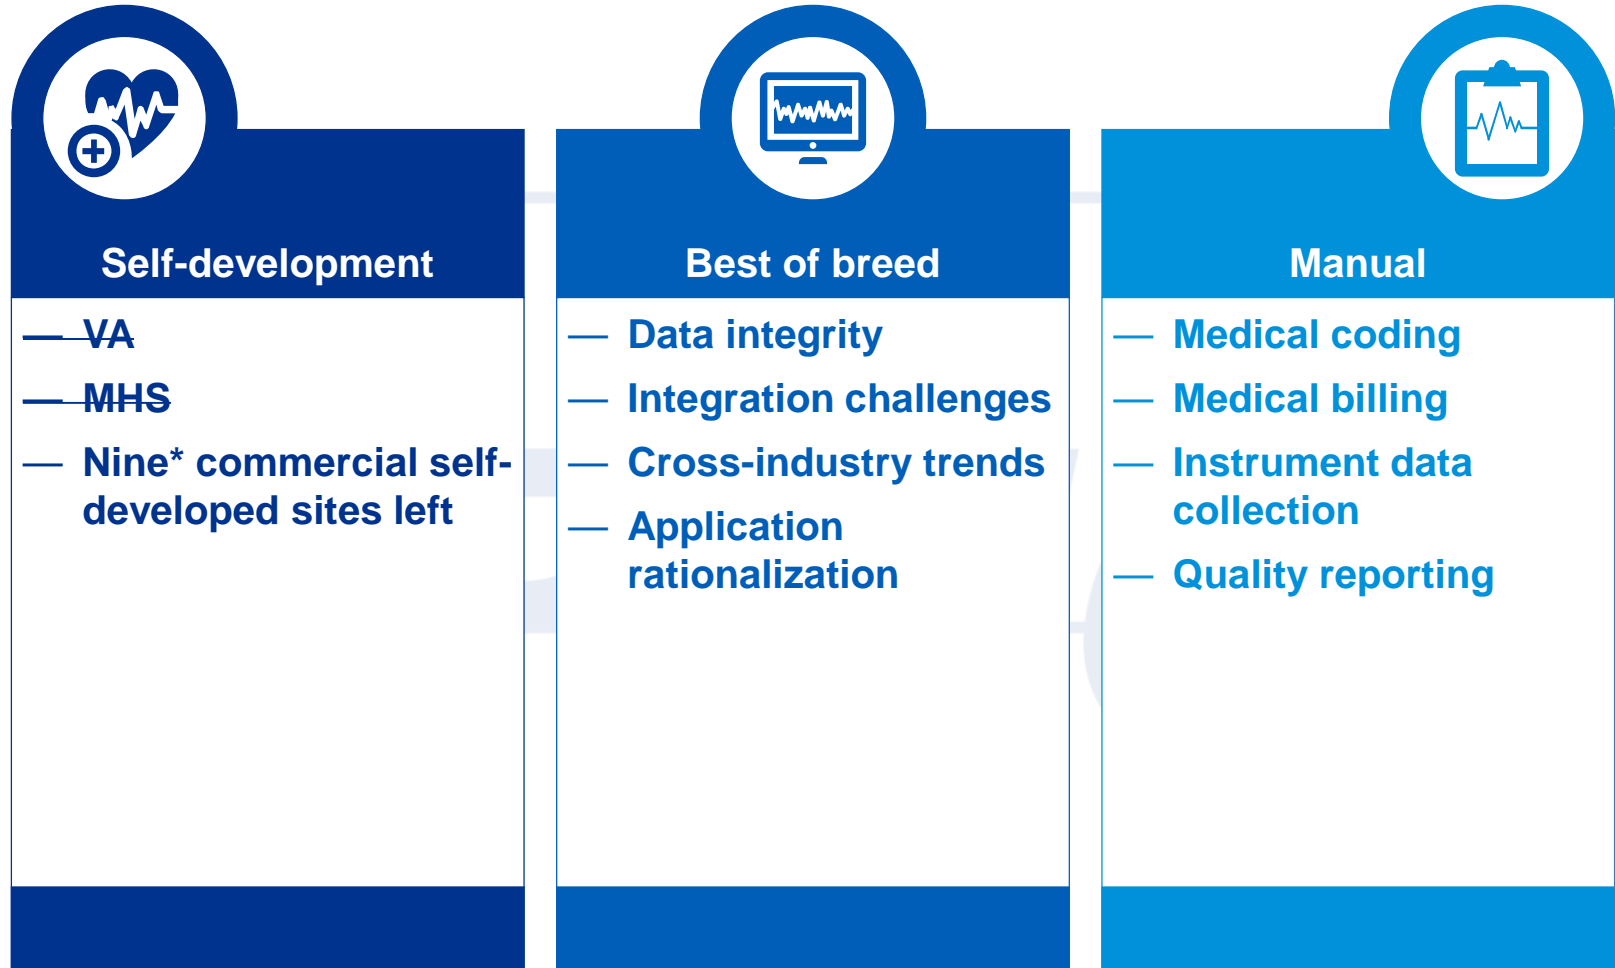 Self-development
— VA
— MHS
— Nine* commercial self-
developed sites left
Best of breed
— Data integrity
— Integration challenges
— Cross-industry trends
— Application
rationalization
Manual
— Medical coding
— Medical billing
— Instrument data
collection
— Quality reporting